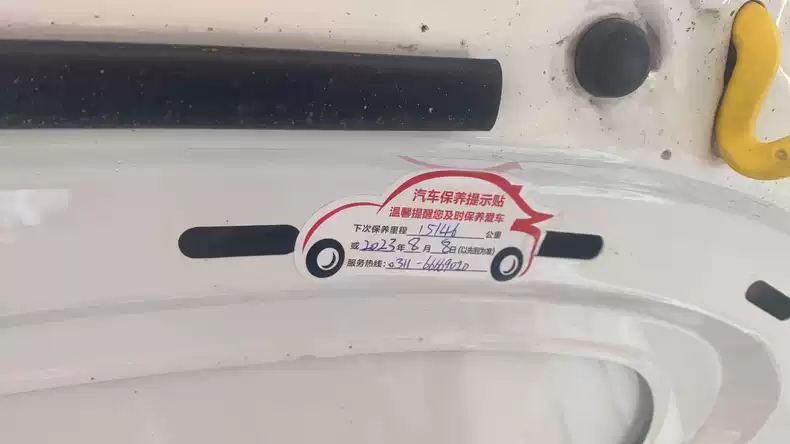 汽车保养提示贴
温馨提醒您及时保养爱车
下次保养里程 15146 公里
或 2023 年 8 月 8 日 (以先到为准)
服务热线: 0311-6669020